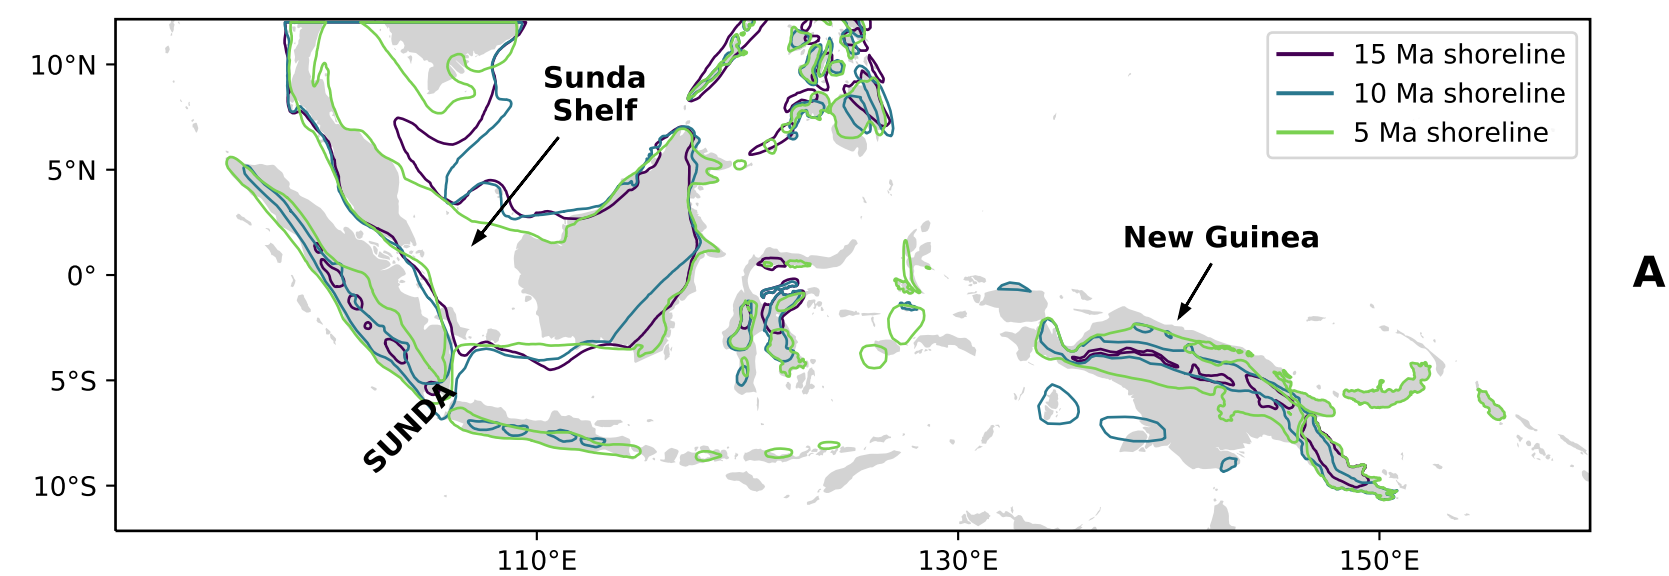 10°N
5°N
0°
5°S
10°S
110°E
130°E
150°E
Sunda
Shelf
SUNDA
New Guinea
15 Ma shoreline
10 Ma shoreline
5 Ma shoreline
A